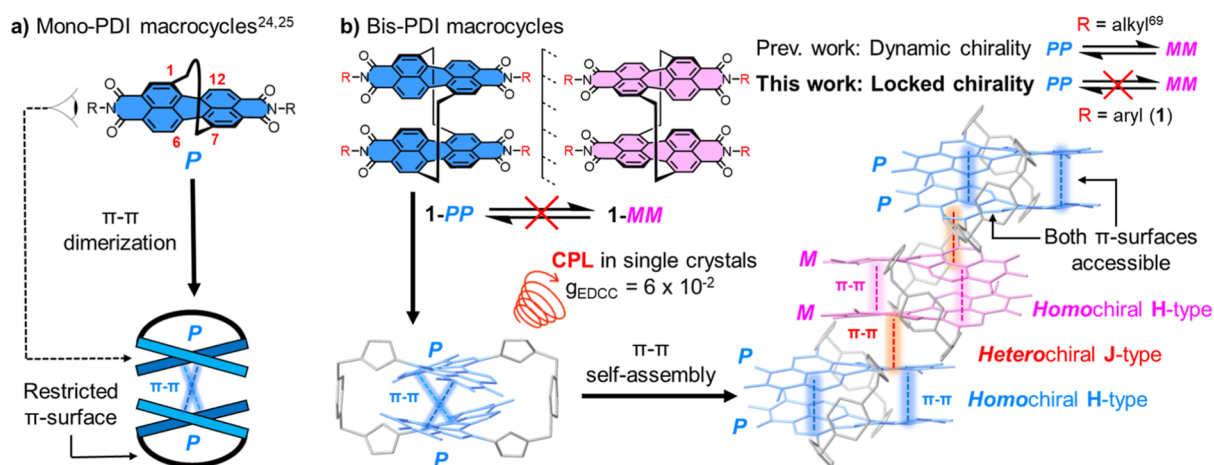 a) Mono-PDI macrocycles24,25
1
12
O
O
R-N
N-R
O
O
6
7
P
π-π
dimerization
P
π-π
Restricted
π-surface
P
b) Bis-PDI macrocycles
O
O
O
O
R-N
N-R
R-N
N-R
O
O
O
O
O
O
O
O
R-N
N-R
R-N
N-R
O
O
O
O
1-PP
1-MM
CPL in single crystals
gEDCC = 6 x 10-2
P
π-π
P
π-π
self-assembly
R = alkyl69
Prev. work: Dynamic chirality PP MM
This work: Locked chirality PP MM
R = aryl (1)
P
P
Both π-surfaces
accessible
M
π-π
M
Homochiral H-type
π-π
Heterochiral J-type
P
π-π
P
Homochiral H-type